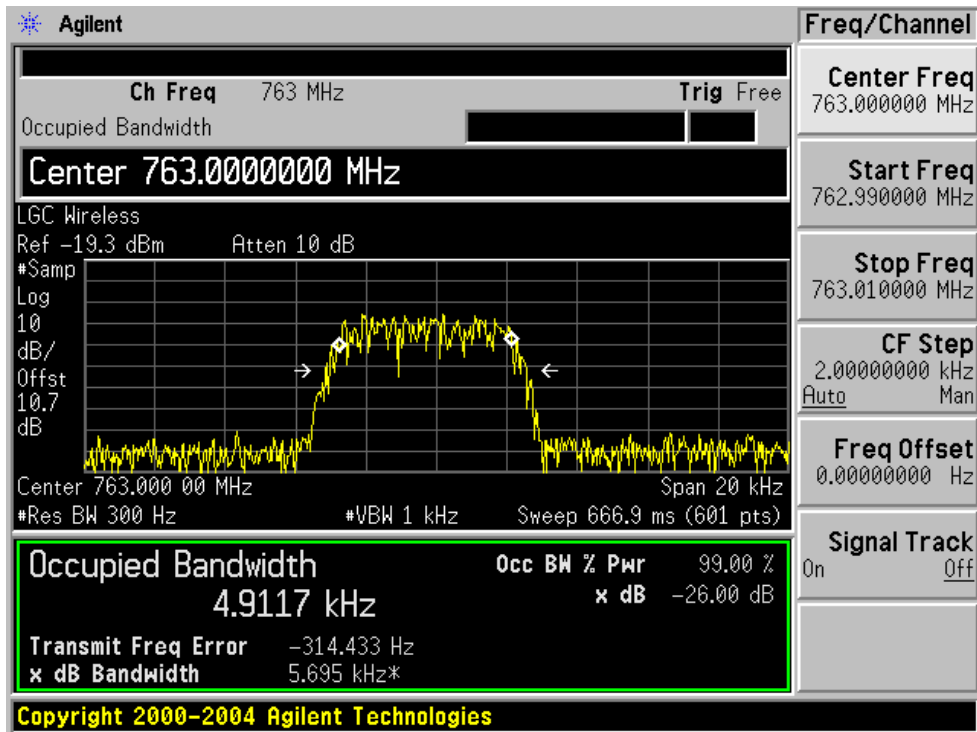 Agilent
Freq/Channel
Ch Freq 763 MHz Trig Free
Occupied Bandwidth
Center 763.0000000 MHz
LGC Wireless
Ref -19.3 dBm Atten 10 dB
#Samp
Log
10
dB/
Offst
10.7
dB
Center 763.000 00 MHz Span 20 kHz
#Res BW 300 Hz #VBW 1 kHz Sweep 666.9 ms (601 pts)
Occupied Bandwidth
4.9117 kHz
Occ BW % Pwr 99.00 %
x dB -26.00 dB
Transmit Freq Error -314.433 Hz
x dB Bandwidth 5.695 kHz*
Copyright 2000-2004 Agilent Technologies
Center Freq
763.000000 MHz
Start Freq
762.990000 MHz
Stop Freq
763.010000 MHz
CF Step
2.00000000 kHz
Auto Man
Freq Offset
0.00000000 Hz
Signal Track
On Off